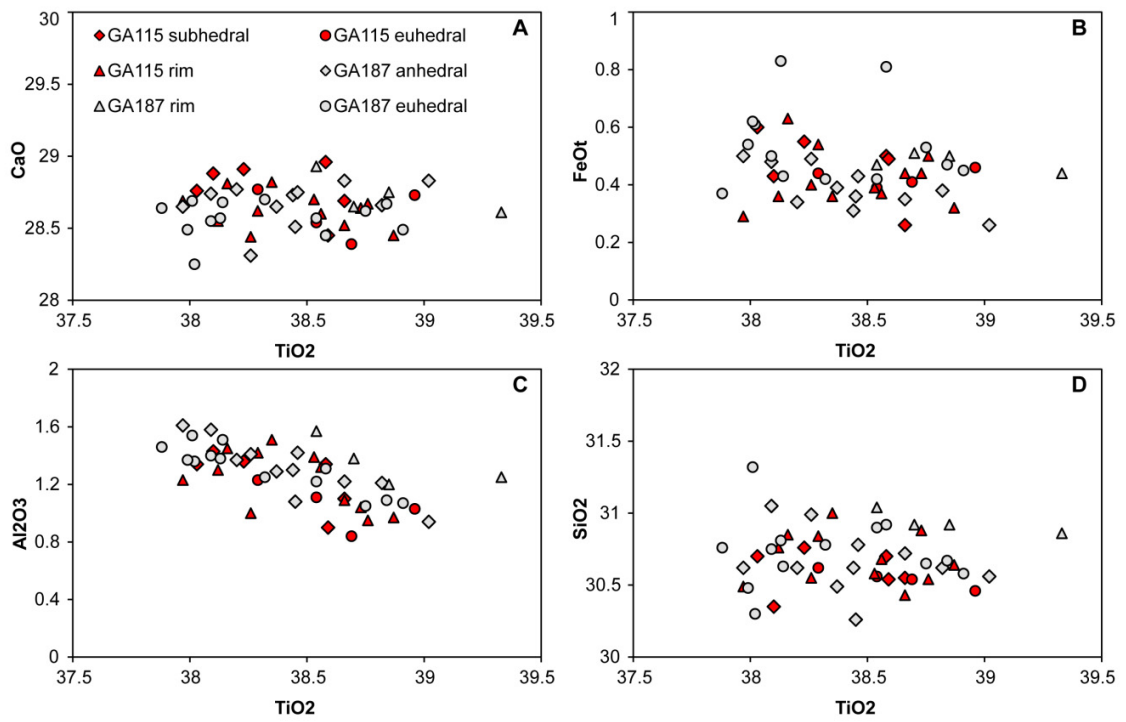 A
30
GA115 subhedral GA115 euhedral
GA115 rim GA187 anhedral
GA187 rim GA187 euhedral
29.5
29
28.5
28
CaO
37.5 38 38.5 39 39.5
TiO2
B
1
0.8
0.6
0.4
0.2
0
FeOt
37.5 38 38.5 39 39.5
TiO2
C
2
1.6
1.2
0.8
0.4
0
Al2O3
37.5 38 38.5 39 39.5
TiO2
D
32
31.5
31
30.5
30
SiO2
37.5 38 38.5 39 39.5
TiO2